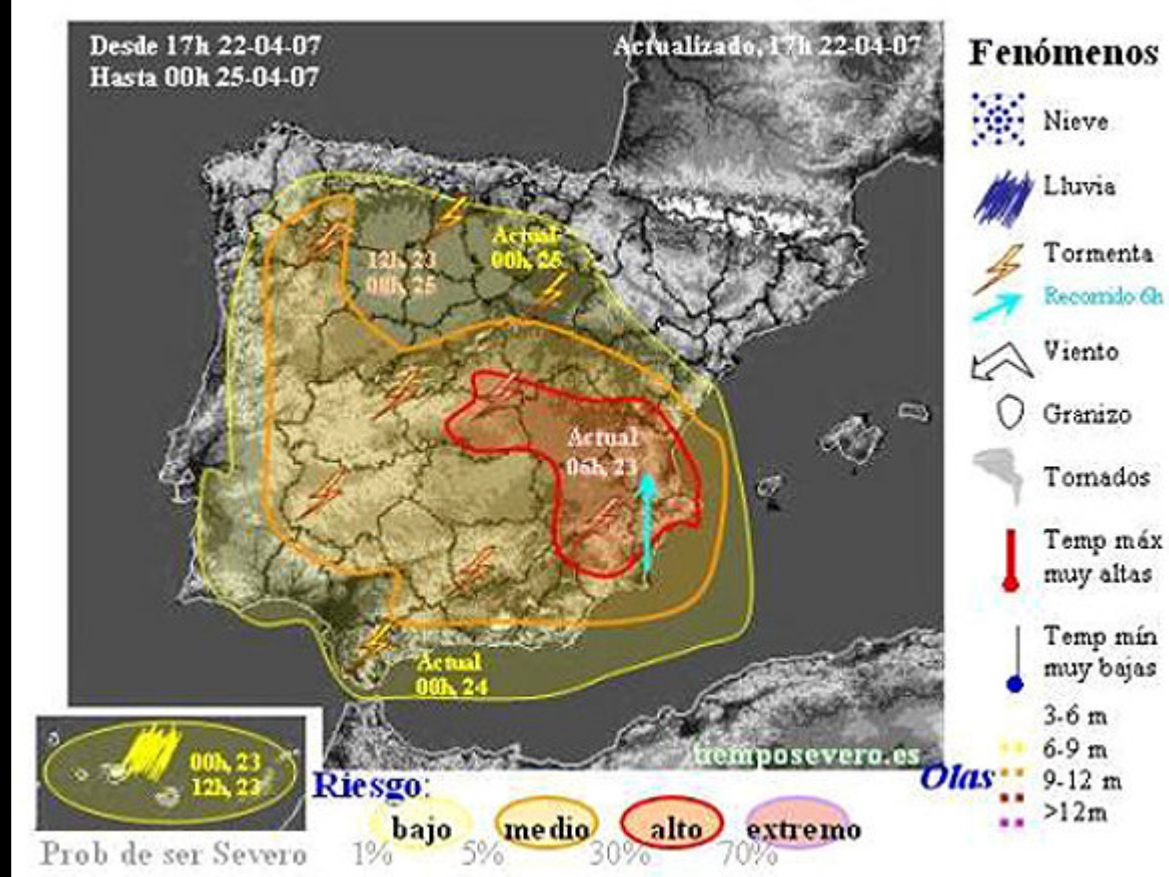 Desde 17h 22-04-07
Hasta 00h 25-04-07
Actualizado, 17h 22-04-07
12h, 23
00h, 25
Actual
00h, 25
Actual
06h, 23
Actual
00h, 24
tiemposevero.es
00h, 23
12h, 23
Fenómenos
Nieve
Lluvia
Tormenta
Recorrido 6h
Viento
Granizo
Tornados
Temp máx
muy altas
Temp mín
muy bajas
Olas
3-6 m
6-9 m
9-12 m
>12m
Riesgo:
bajo
medio
alto
extremo
Prob de ser Severo
1%
5%
30%
70%